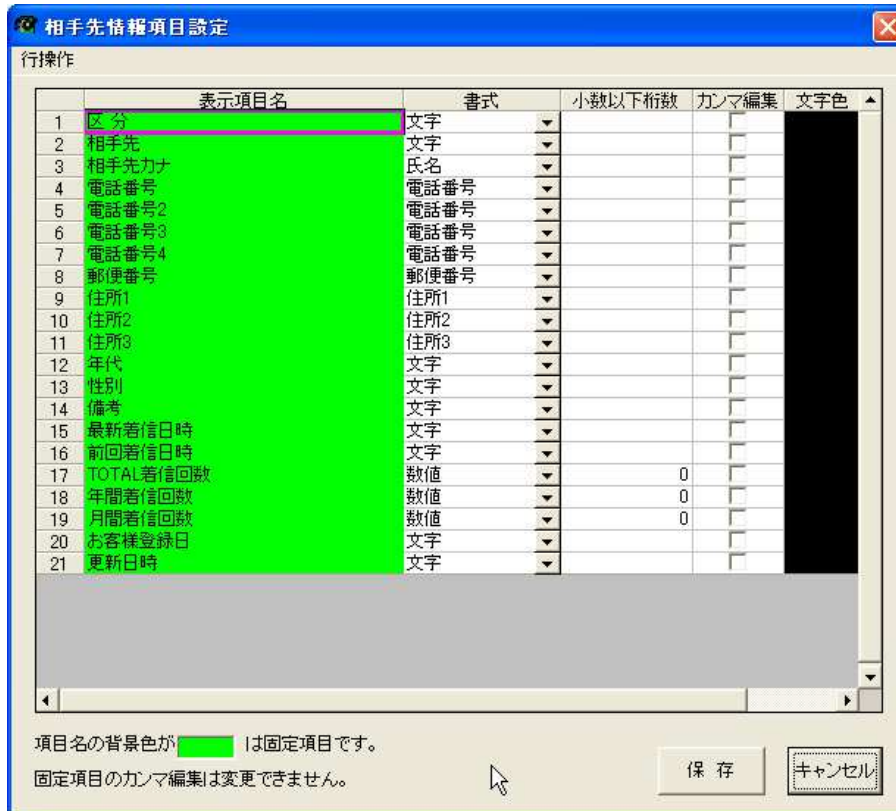 相手先情報項目設定
行操作
表示項目名 書式 小数以下桁数 カンマ編集 文字色
1 区 分 文字
2 相手先 文字
3 相手先カナ 氏名
4 電話番号 電話番号
5 電話番号2 電話番号
6 電話番号3 電話番号
7 電話番号4 電話番号
8 郵便番号 郵便番号
9 住所1 住所1
10 住所2 住所2
11 住所3 住所3
12 年代 文字
13 性別 文字
14 備考 文字
15 最新着信日時 文字
16 前回着信日時 文字
17 TOTAL着信回数 数値 0
18 年間着信回数 数値 0
19 月間着信回数 数値 0
20 お客様登録日 文字
21 更新日時 文字
項目名の背景色が は固定項目です。
固定項目のカンマ編集は変更できません。
保 存 キャンセル